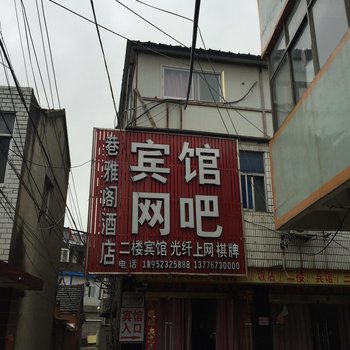 巷雅阁酒店
宾馆
网吧
二楼宾馆 光纤上网 棋牌
电话 18952325888 13776730000
宾馆
入口